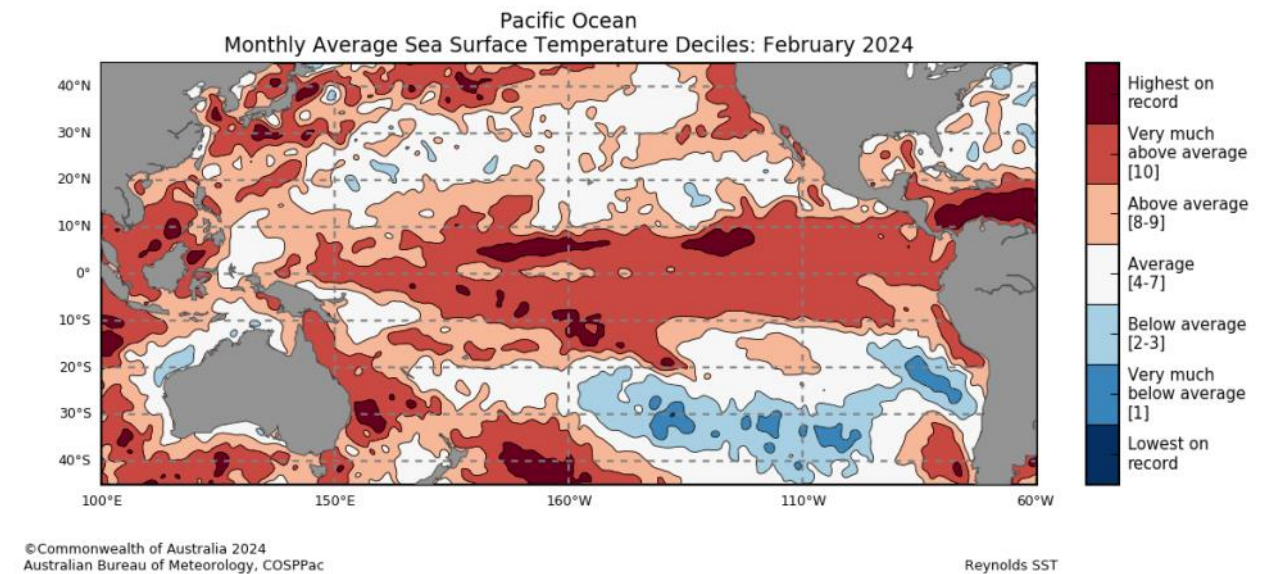 Pacific Ocean
Monthly Average Sea Surface Temperature Deciles: February 2024
40°N
30°N
20°N
10°N
0°
10°S
20°S
30°S
40°S
100°E
150°E
160°W
110°W
60°W
Highest on
record
Very much
above average
[10]
Above average
[8-9]
Average
[4-7]
Below average
[2-3]
Very much
below average
[1]
Lowest on
record
©Commonwealth of Australia 2024
Australian Bureau of Meteorology, COSPPac
Reynolds SST